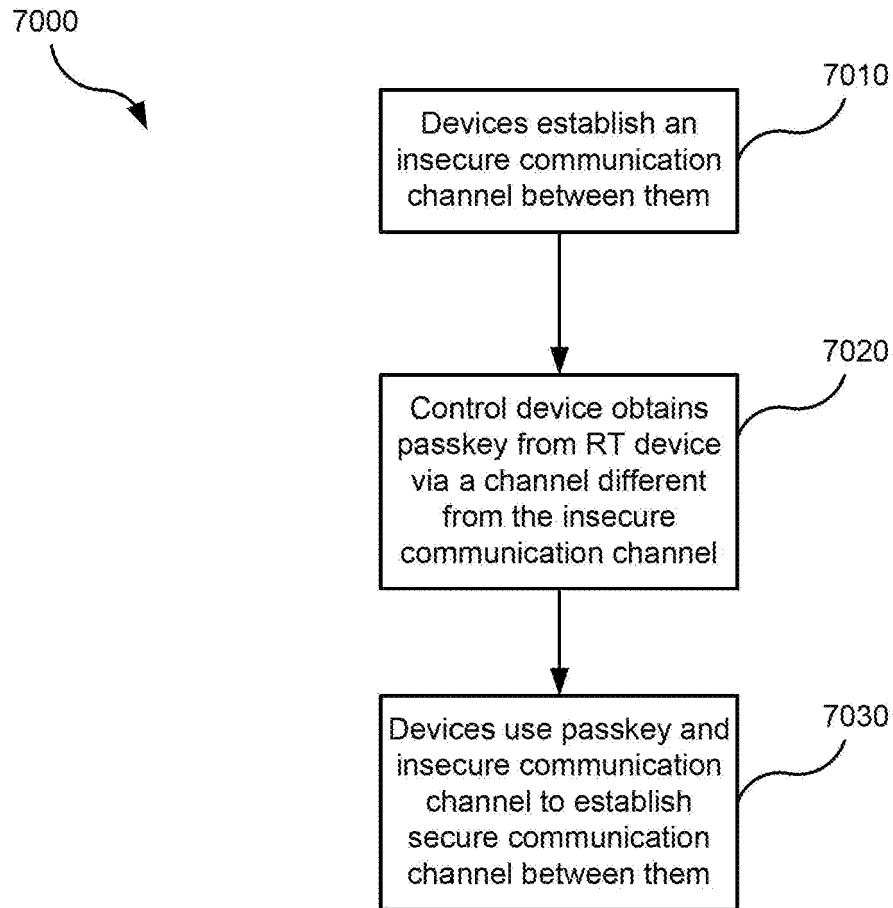 7000
7010
Devices establish an
insecure communication
channel between them
7020
Control device obtains
passkey from RT device
via a channel different
from the insecure
communication channel
7030
Devices use passkey and
insecure communication
channel to establish
secure communication
channel between them